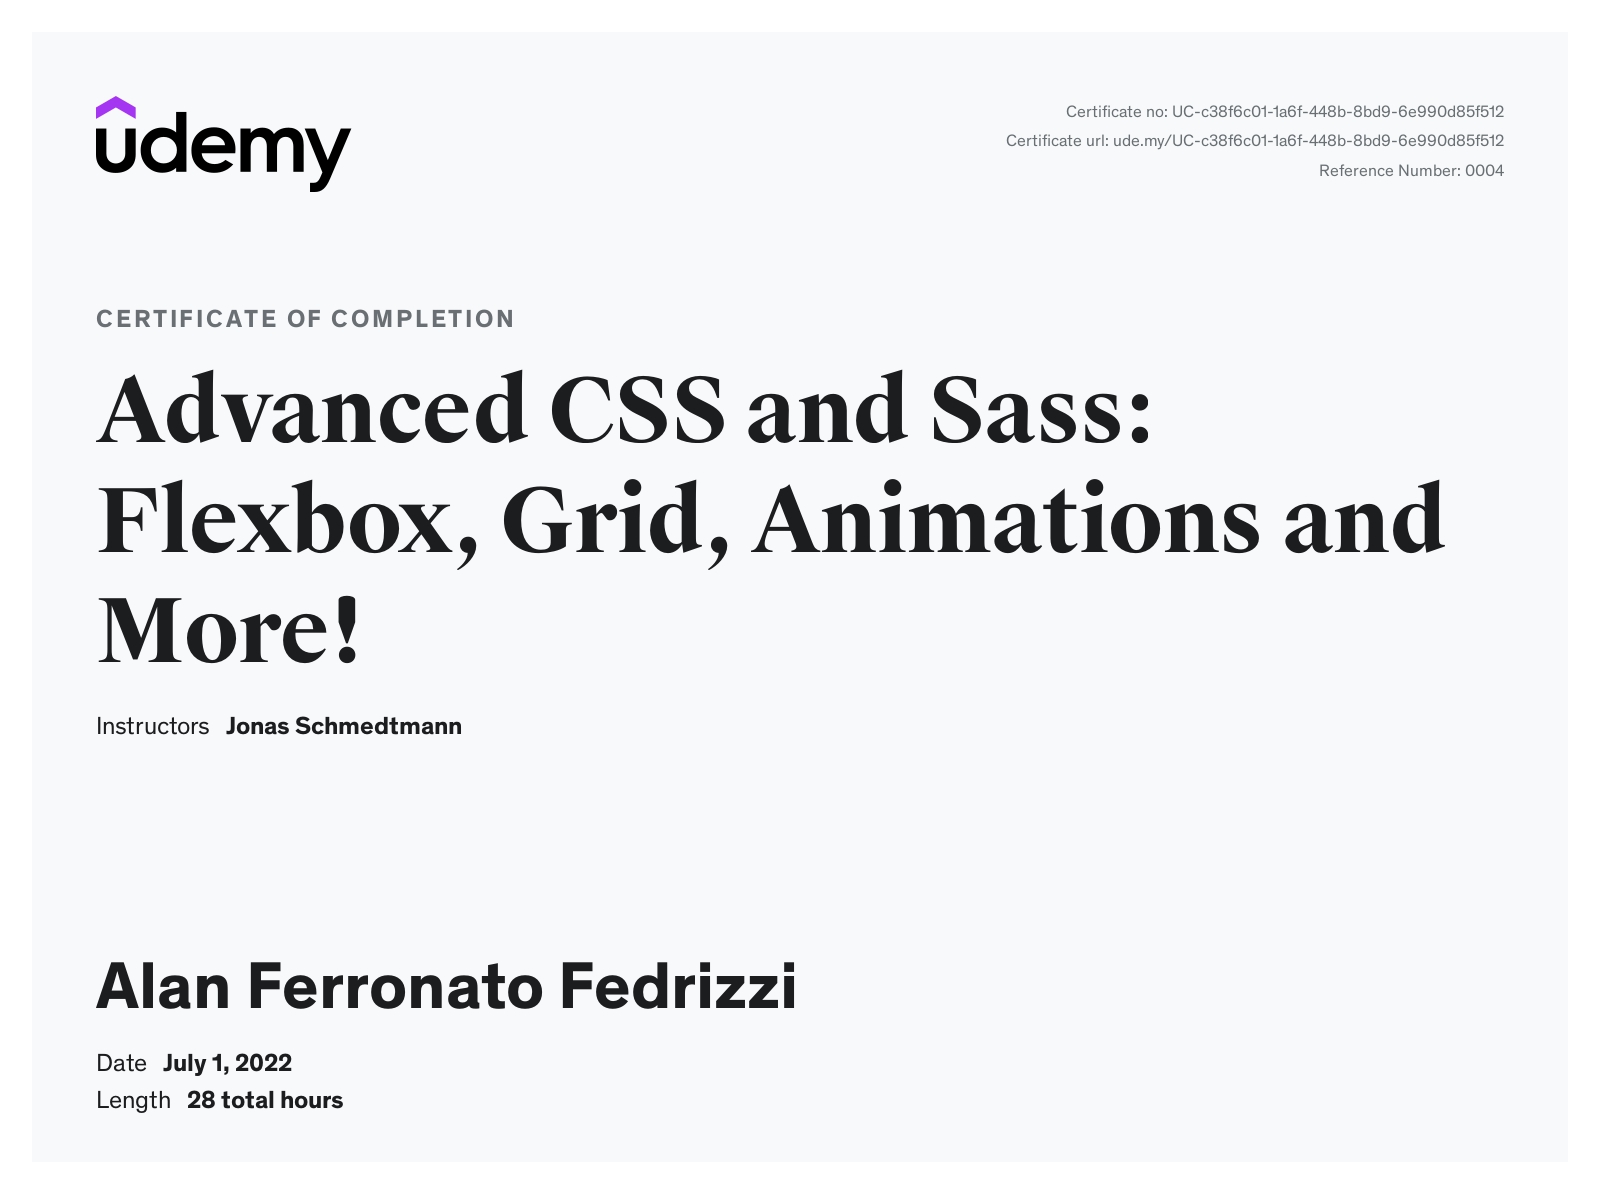 udemy
Certificate no: UC-c38f6c01-1a6f-448b-8bd9-6e990d85f512
Certificate url: ude.my/UC-c38f6c01-1a6f-448b-8bd9-6e990d85f512
Reference Number: 0004
CERTIFICATE OF COMPLETION
Advanced CSS and Sass:
Flexbox, Grid, Animations and
More!
Instructors Jonas Schmedtmann
Alan Ferronato Fedrizzi
Date July 1, 2022
Length 28 total hours